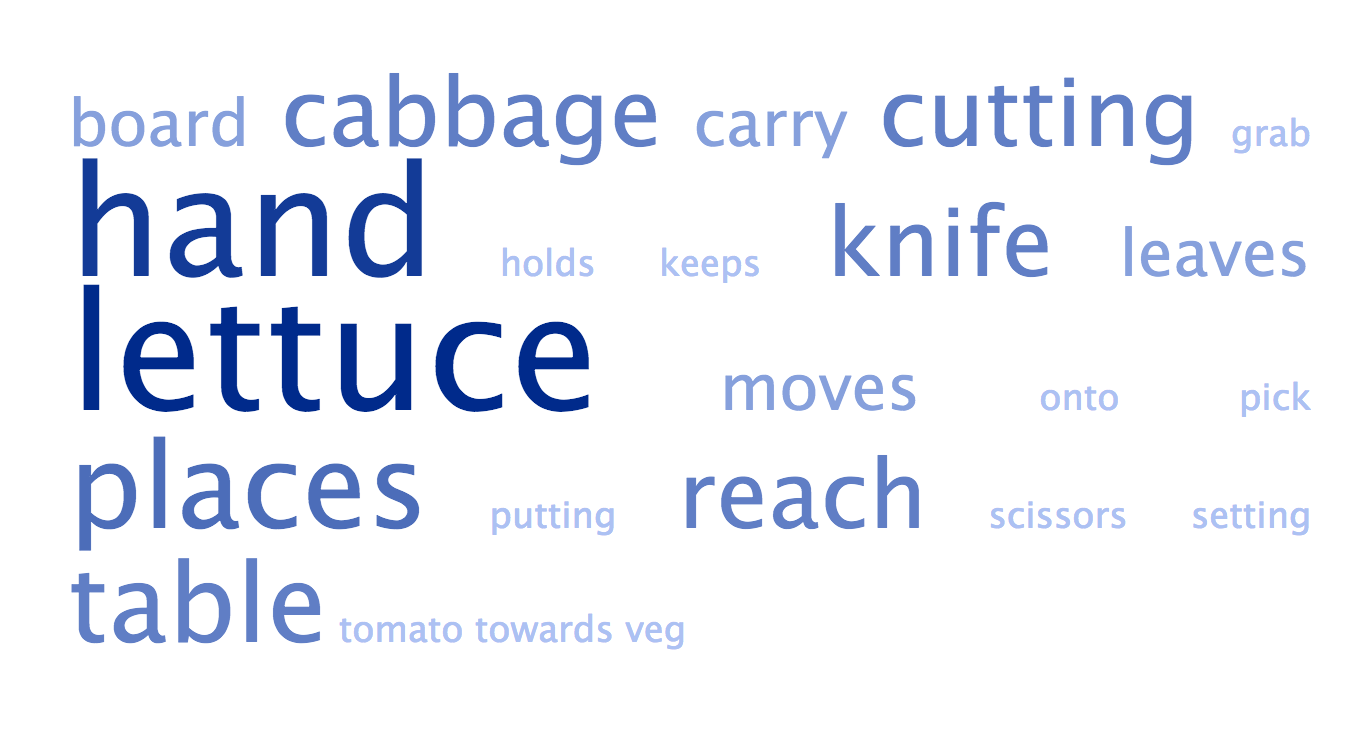 board cabbage carry cutting grab
hand holds keeps knife leaves
lettuce moves onto pick
places putting reach scissors setting
table tomato towards veg